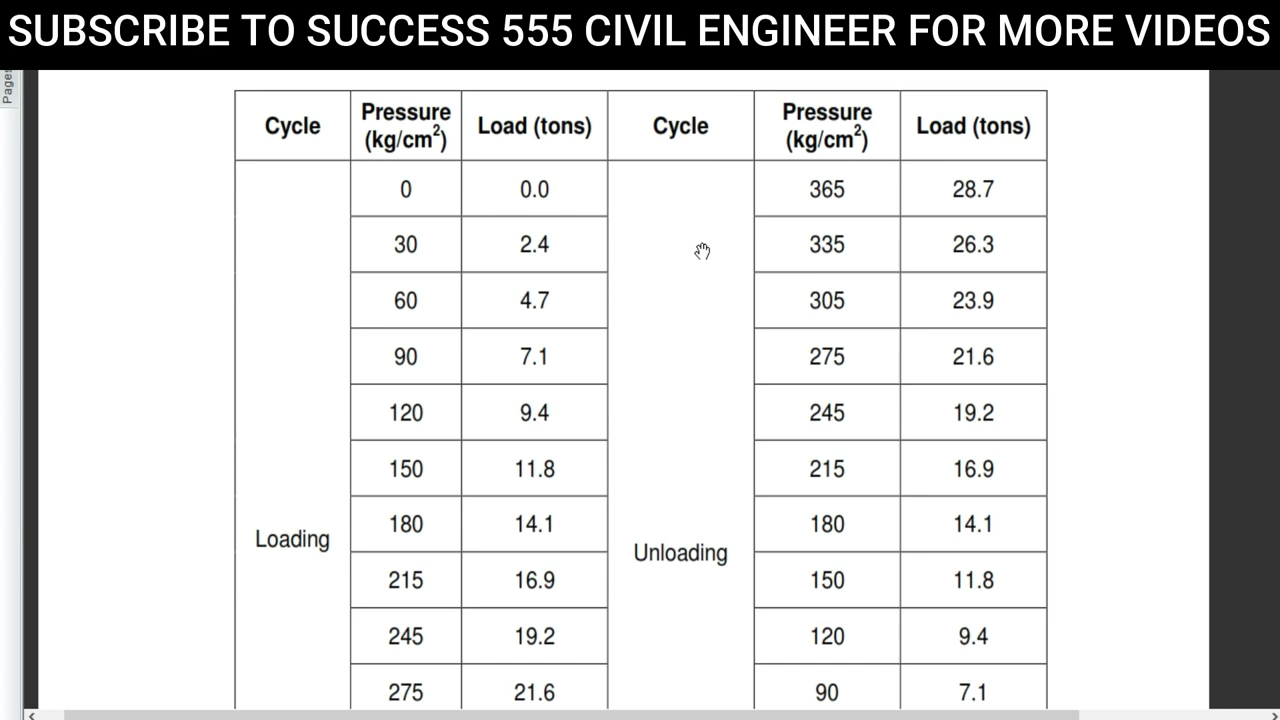 SUBSCRIBE TO SUCCESS 555 CIVIL ENGINEER FOR MORE VIDEOS
Pages
Cycle Pressure (kg/cm²) Load (tons) Cycle Pressure (kg/cm²) Load (tons)
0 0.0 365 28.7
30 2.4 335 26.3
60 4.7 305 23.9
90 7.1 275 21.6
120 9.4 245 19.2
150 11.8 215 16.9
180 14.1 180 14.1
Loading Unloading
215 16.9 150 11.8
245 19.2 120 9.4
275 21.6 90 7.1